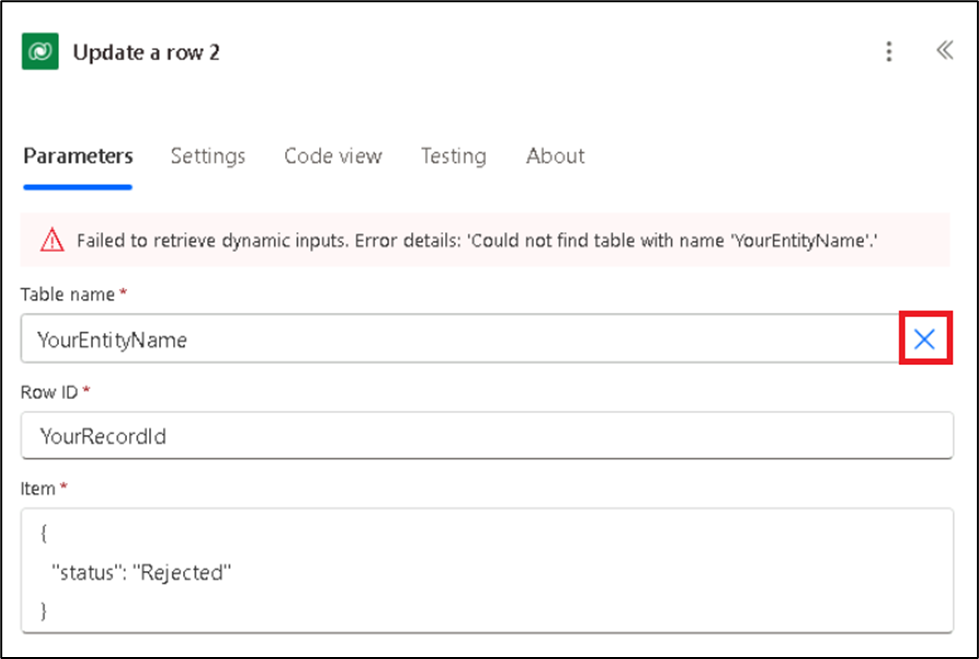 Update a row 2
Parameters Settings Code view Testing About
Failed to retrieve dynamic inputs. Error details: 'Could not find table with name 'YourEntityName'.'
Table name *
YourEntityName
Row ID *
YourRecordId
Item *
{
"status": "Rejected"
}